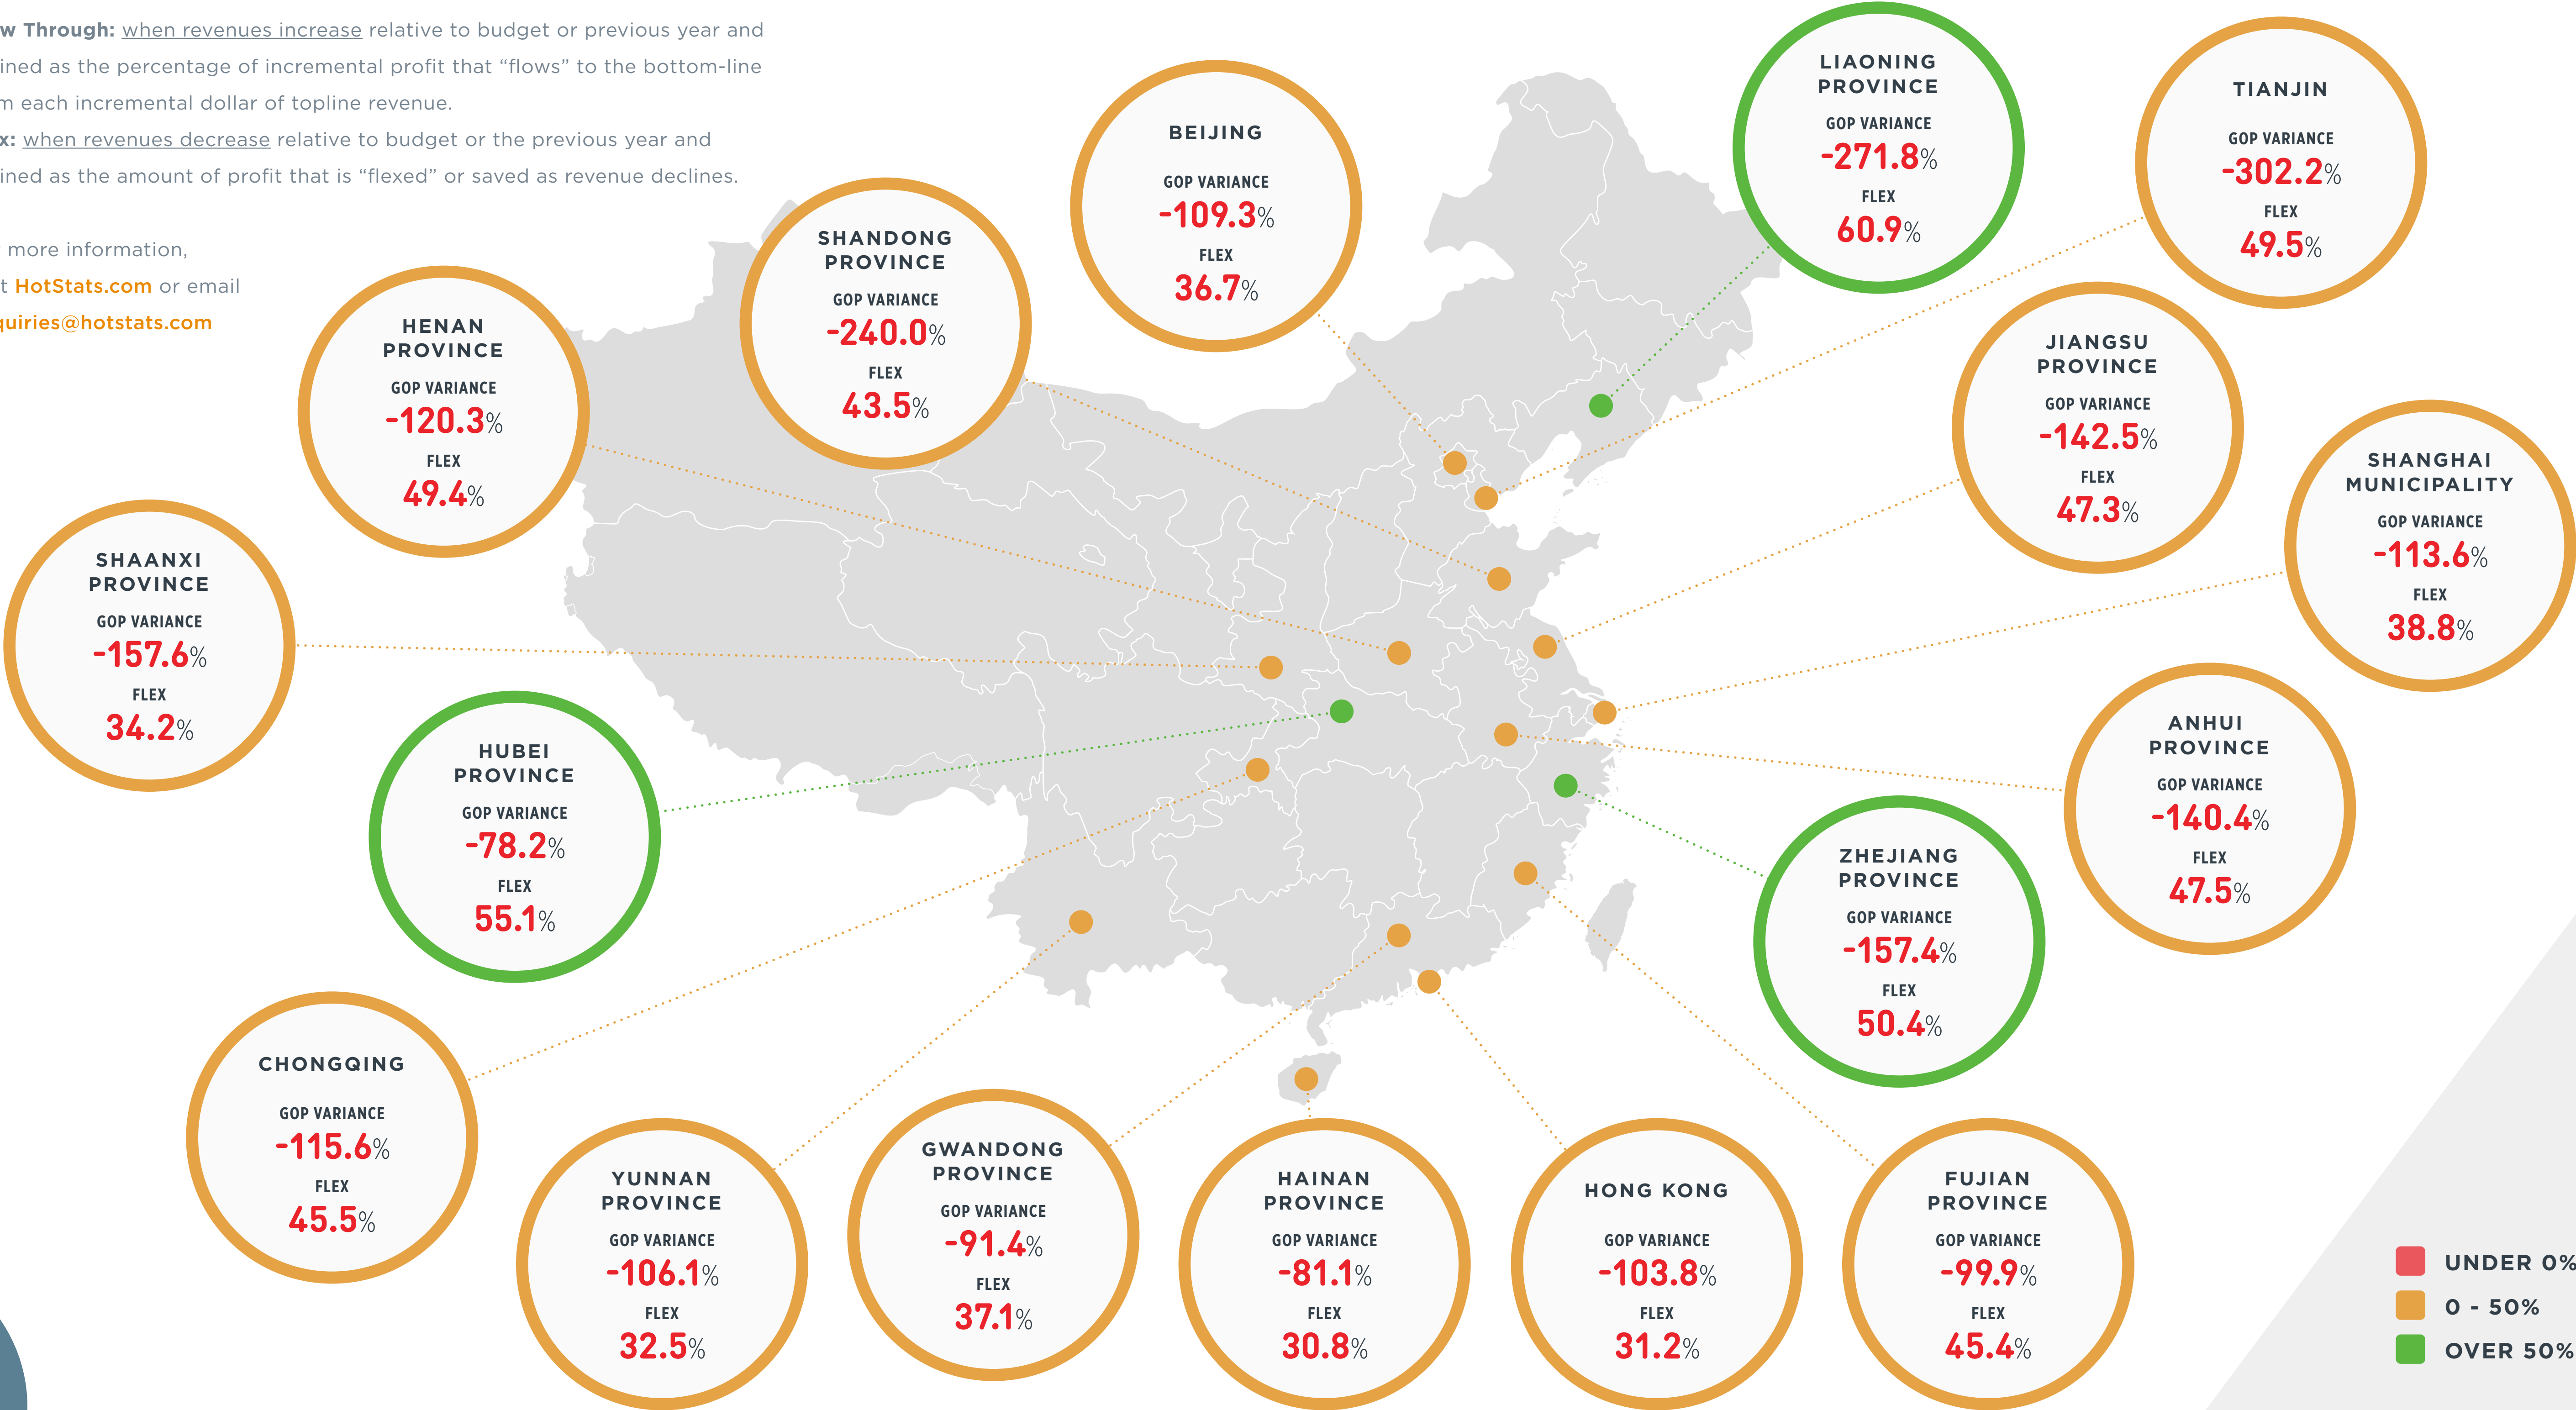 w Through: when revenues increase relative to budget or previous year and
ined as the percentage of incremental profit that “flows” to the bottom-line
m each incremental dollar of topline revenue.
x: when revenues decrease relative to budget or the previous year and
ined as the amount of profit that is “flexed” or saved as revenue declines.
more information,
t HotStats.com or email
quiries@hotstats.com
LIAONING
PROVINCE
GOP VARIANCE
-271.8%
FLEX
60.9%
TIANJIN
GOP VARIANCE
-302.2%
FLEX
49.5%
BEIJING
GOP VARIANCE
-109.3%
FLEX
36.7%
SHANDONG
PROVINCE
GOP VARIANCE
-240.0%
FLEX
43.5%
HENAN
PROVINCE
GOP VARIANCE
-120.3%
FLEX
49.4%
JIANGSU
PROVINCE
GOP VARIANCE
-142.5%
FLEX
47.3%
SHANGHAI
MUNICIPALITY
GOP VARIANCE
-113.6%
FLEX
38.8%
SHAANXI
PROVINCE
GOP VARIANCE
-157.6%
FLEX
34.2%
HUBEI
PROVINCE
GOP VARIANCE
-78.2%
FLEX
55.1%
ANHUI
PROVINCE
GOP VARIANCE
-140.4%
FLEX
47.5%
ZHEJIANG
PROVINCE
GOP VARIANCE
-157.4%
FLEX
50.4%
CHONGQING
GOP VARIANCE
-115.6%
FLEX
45.5%
YUNNAN
PROVINCE
GOP VARIANCE
-106.1%
FLEX
32.5%
GWANDONG
PROVINCE
GOP VARIANCE
-91.4%
FLEX
37.1%
HAINAN
PROVINCE
GOP VARIANCE
-81.1%
FLEX
30.8%
HONG KONG
GOP VARIANCE
-103.8%
FLEX
31.2%
FUJIAN
PROVINCE
GOP VARIANCE
-99.9%
FLEX
45.4%
UNDER 0%
0 - 50%
OVER 50%